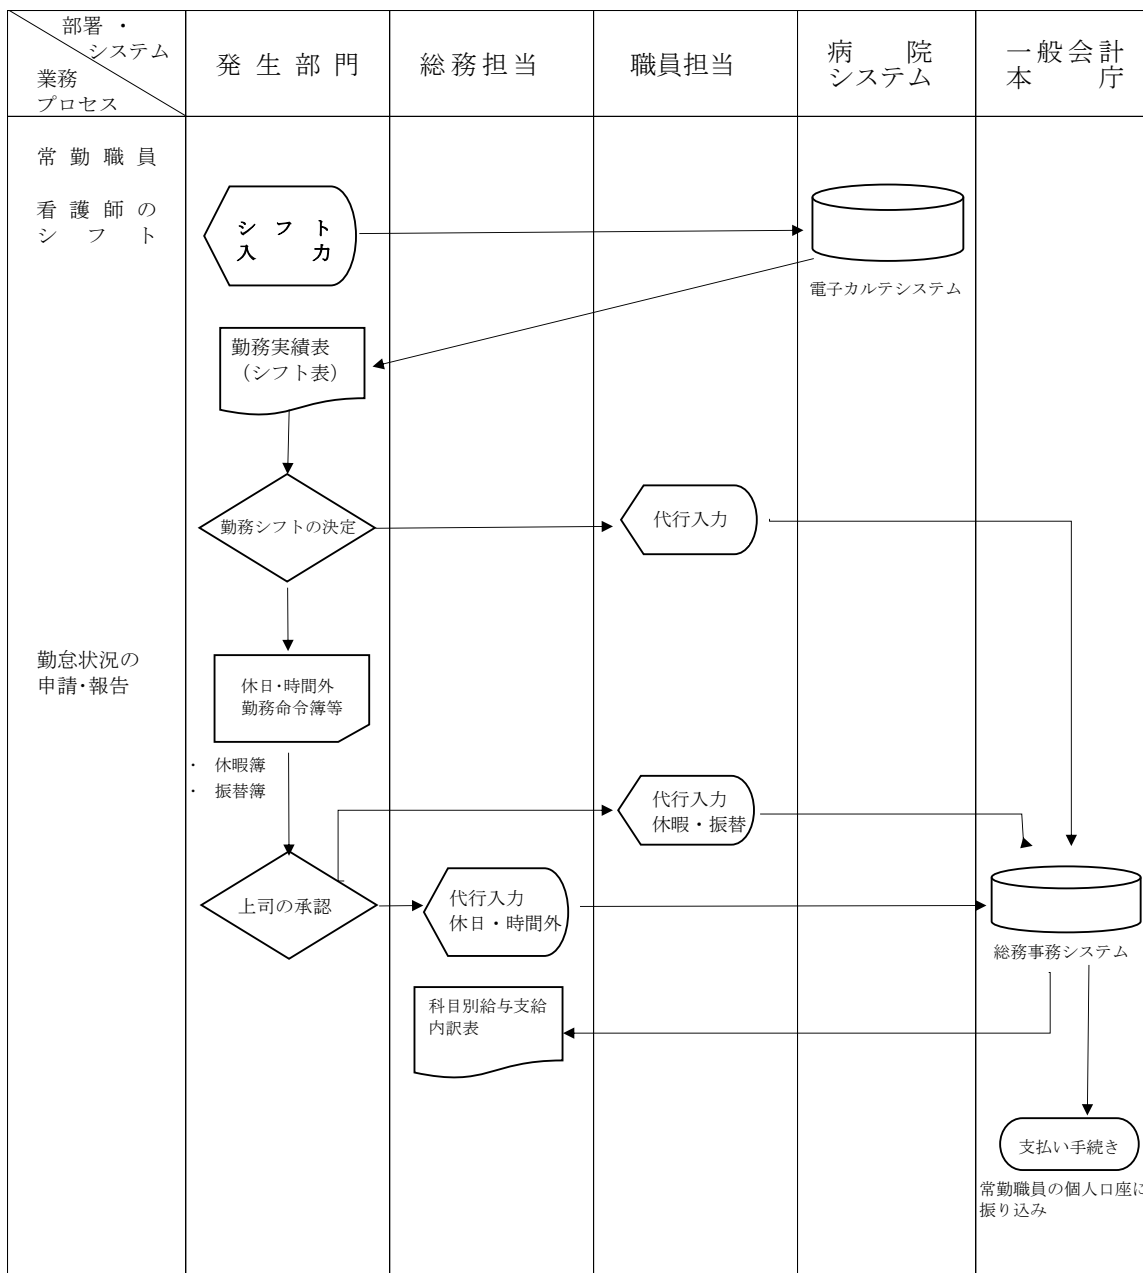 部署・
システム
業務
プロセス
発生部門
総務担当
職員担当
病院
システム
一般会計
本庁
常勤職員
看護師の
シフト
シフト
入力
電子カルテシステム
勤務実績表
（シフト表）
勤務シフトの決定
代行入力
勤怠状況の
申請・報告
休日・時間外
勤務命令簿等
・ 休暇簿
・ 振替簿
代行入力
休暇・振替
上司の承認
代行入力
休日・時間外
総務事務システム
科目別給与支給
内訳表
支払い手続き
常勤職員の個人口座に
振り込み